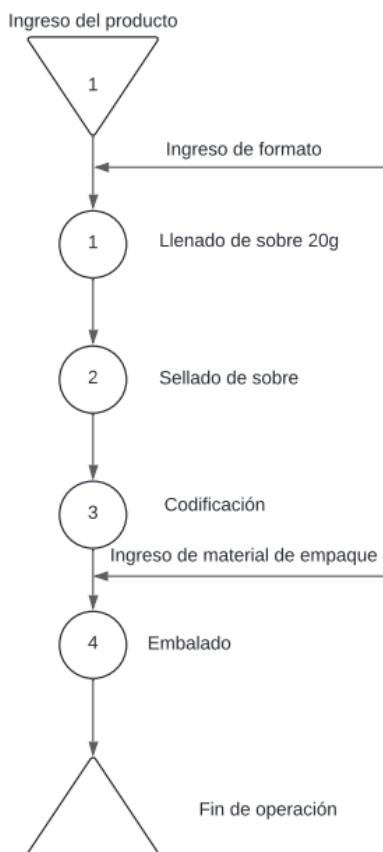 Ingreso del producto
1
Ingreso de formato
1
Llenado de sobre 20g
2
Sellado de sobre
3
Codificación
Ingreso de material de empaque
4
Embalado
Fin de operación